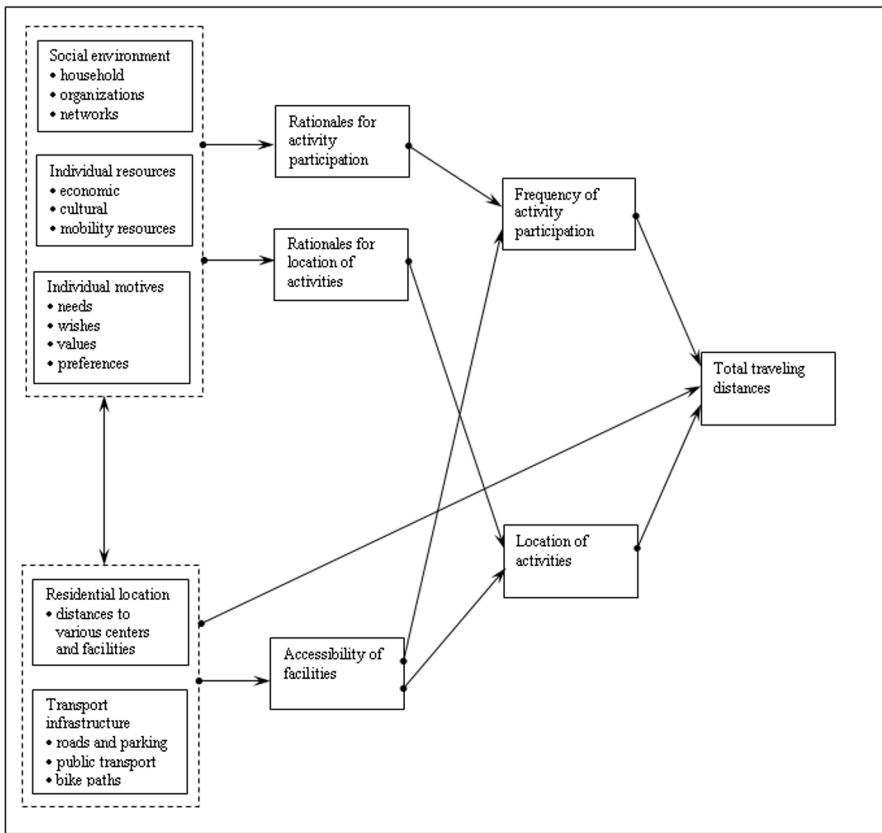 Social environment
• household
• organizations
• networks
Individual resources
• economic
• cultural
• mobility resources
Individual motives
• needs
• wishes
• values
• preferences
Rationales for
activity
participation
Rationales for
location of
activities
Frequency of
activity
participation
Total traveling
distances
Location of
activities
Residential location
• distances to
various centers
and facilities
Transport
infrastructure
• roads and parking
• public transport
• bike paths
Accessibility of
facilities